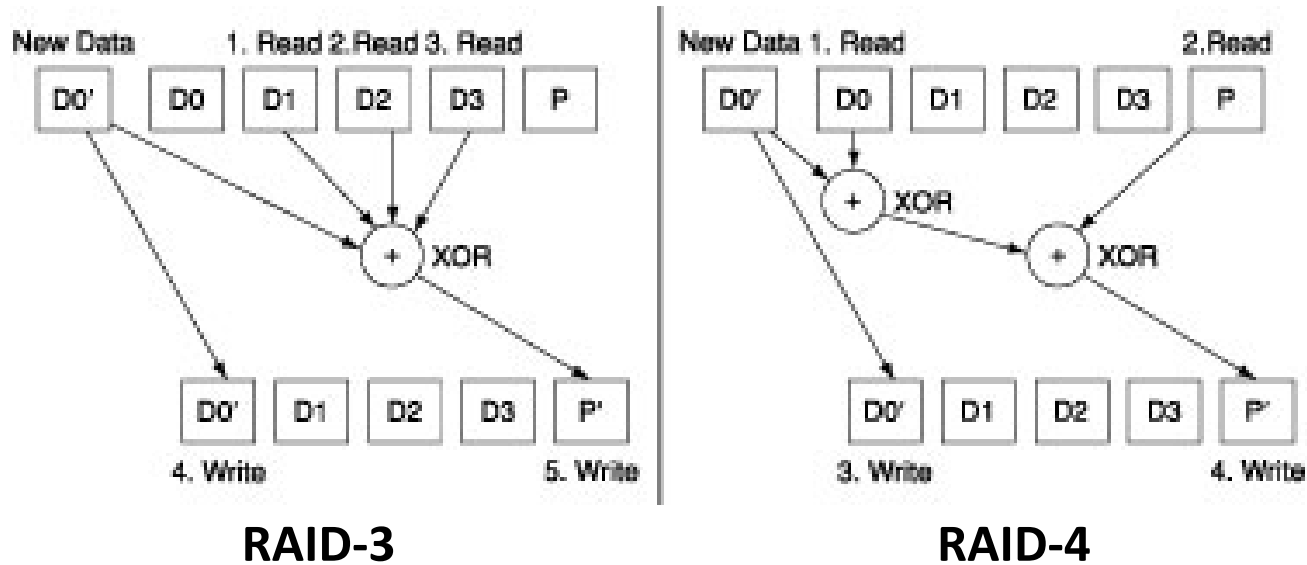 New Data 1. Read 2.Read 3. Read
D0' D0 D1 D2 D3 P
+ XOR
D0' D1 D2 D3 P'
4. Write 5. Write
RAID-3
New Data 1. Read 2.Read
D0' D0 D1 D2 D3 P
+ XOR
+ XOR
D0' D1 D2 D3 P'
3. Write 4. Write
RAID-4